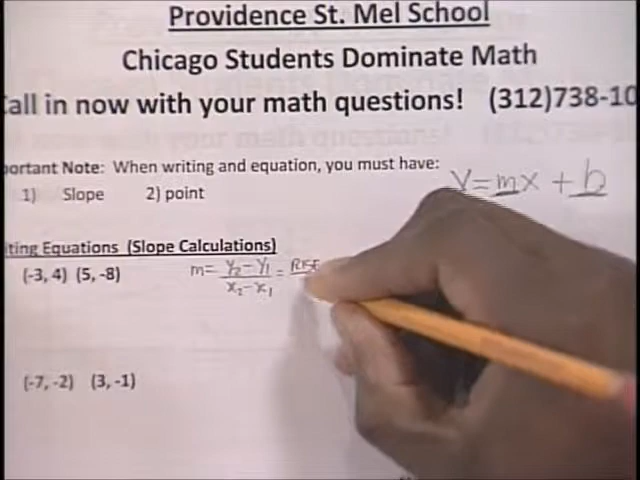 Providence St. Mel School
Chicago Students Dominate Math
Call in now with your math questions! (312)738-10
portant Note: When writing and equation, you must have:
1) Slope 2) point
y=mx + b
iting Equations (Slope Calculations)
(-3, 4) (5, -8)
m= y₂-y₁ / x₂-x₁ = RISE
(-7, -2) (3, -1)